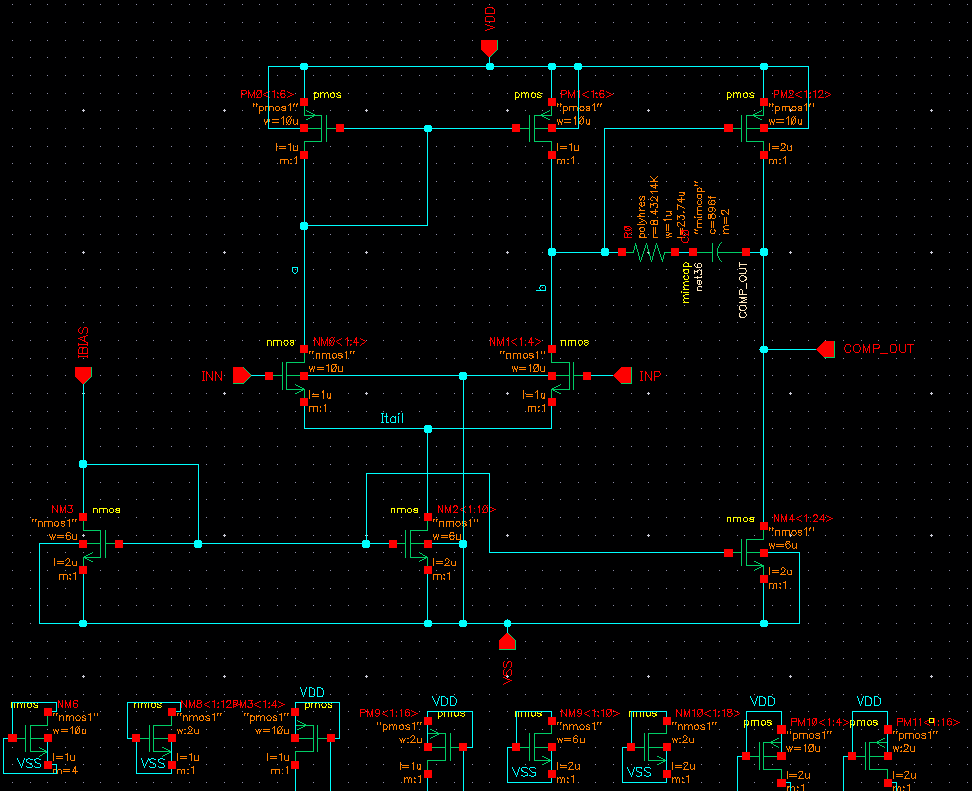 VDD
PM0<1:6>
pmos
"pmos1"
w=10u
l=1u
m:1
pmos
PM1<1:6>
"pmos1"
w=10u
l=1u
m:1
pmos
PM2<1:12>
"pmos1"
w=10u
l=2u
m:1
R0
polyhres
r=8.43214K
w=1u
l=23.74u
"mimcap"
c=896f
m=2
mimcap
net36
COMP_OUT
a
b
IBIAS
nmos
NM0<1:4>
"nmos1"
w=10u
l=1u
m:1
NM1<1:4>
nmos
"nmos1"
w=10u
l=1u
m:1
INN
INP
COMP_OUT
Itail
NM3
nmos
"nmos1"
w=6u
l=2u
m:1
nmos
NM2<1:10>
"nmos1"
w=6u
l=2u
m:1
nmos
NM4<1:24>
"nmos1"
w=6u
l=2u
m:1
VSS
nmos
NM6
"nmos1"
w=10u
l=1u
m=4
VSS
nmos
"nmos1"
w:2u
l=1u
m:1
VSS
VDD
PM3<1:4>
pmos
"pmos1"
w=10u
l=1u
m:1
VDD
PM9<1:16>
pmos
"pmos1"
w:2u
l=1u
m:1
nmos
NM9<1:10>
"nmos1"
w=6u
l=2u
m:1
VSS
nmos
NM10<1:18>
"nmos1"
w:2u
l=2u
m:1
VSS
VDD
pmos
PM10<1:4>
"pmos1"
w=10u
l=2u
m:1
VDD
pmos
"pmos1"
w:2u
l=2u
m:1